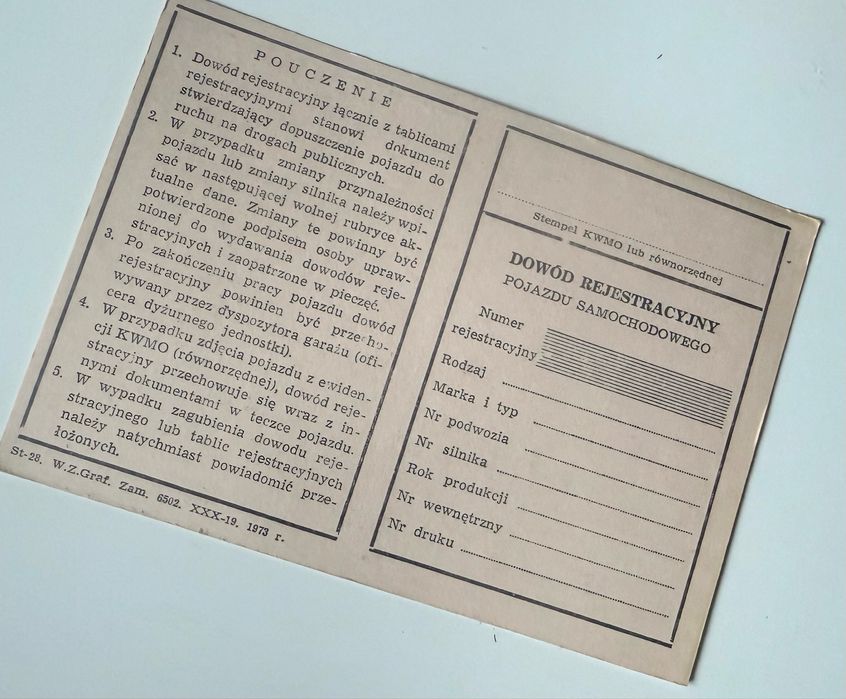 POUCZENIE
1. Dowód rejestracyjny łącznie z tablicami
rejestracyjnymi stanowi dokument
stwierdzający dopuszczenie pojazdu do
ruchu na drogach publicznych.
2. W przypadku zmiany przynależności
pojazdu lub zmiany silnika należy wpi-
sać w następującej wolnej rubryce ak-
tualne dane. Zmiany te powinny być
potwierdzone podpisem osoby upraw-
nionej do wydawania dowodów reje-
stracyjnych i zaopatrzone w pieczęć.
3. Po zakończeniu pracy pojazdu dowód
rejestracyjny powinien być przecho-
wywany przez dyspozytora garażu (ofi-
cera dyżurnego jednostki).
4. W przypadku zdjęcia pojazdu z ewiden-
cji KWMO (równorzędnej), dowód reje-
stracyjny przechowuje się wraz z in-
nymi dokumentami w teczce pojazdu.
5. W wypadku zagubienia dowodu reje-
stracyjnego lub tablic rejestracyjnych
należy natychmiast powiadomić prze-
łożonych.
St-28. W.Z.Graf. Zam. 6502. XXX-19. 1973 r.
Stempel KWMO lub równorzędnej
DOWÓD REJESTRACYJNY
POJAZDU SAMOCHODOWEGO
Numer
rejestracyjny
Rodzaj
Marka i typ
Nr podwozia
Nr silnika
Rok produkcji
Nr wewnętrzny
Nr druku